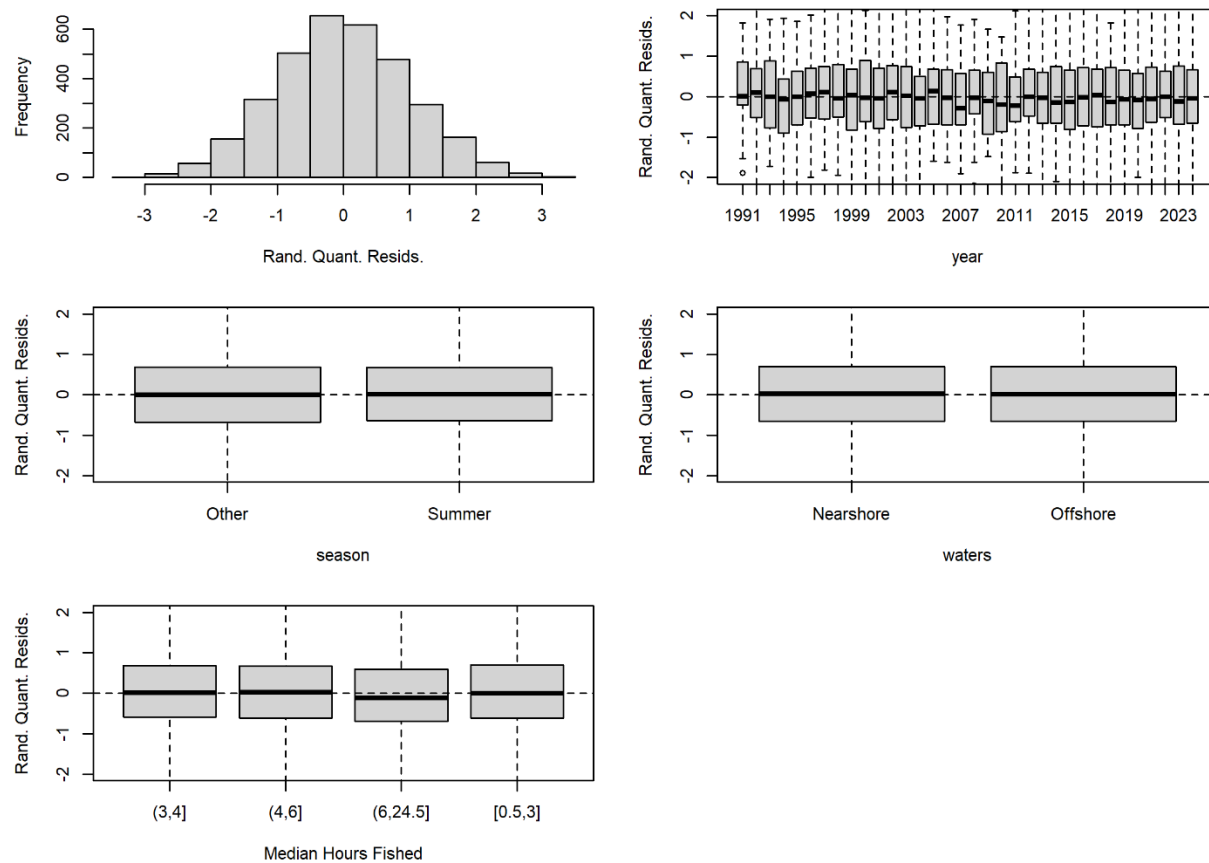 Frequency
0 200 400 600
-3 -2 -1 0 1 2 3
Rand. Quant. Resids.
Rand. Quant. Resids.
-2 -1 0 1 2
1991 1995 1999 2003 2007 2011 2015 2019 2023
year
Rand. Quant. Resids.
-2 -1 0 1 2
Other Summer
season
Rand. Quant. Resids.
-2 -1 0 1 2
Nearshore Offshore
waters
Rand. Quant. Resids.
-2 -1 0 1 2
(3,4] (4,6] (6,24.5] [0.5,3]
Median Hours Fished